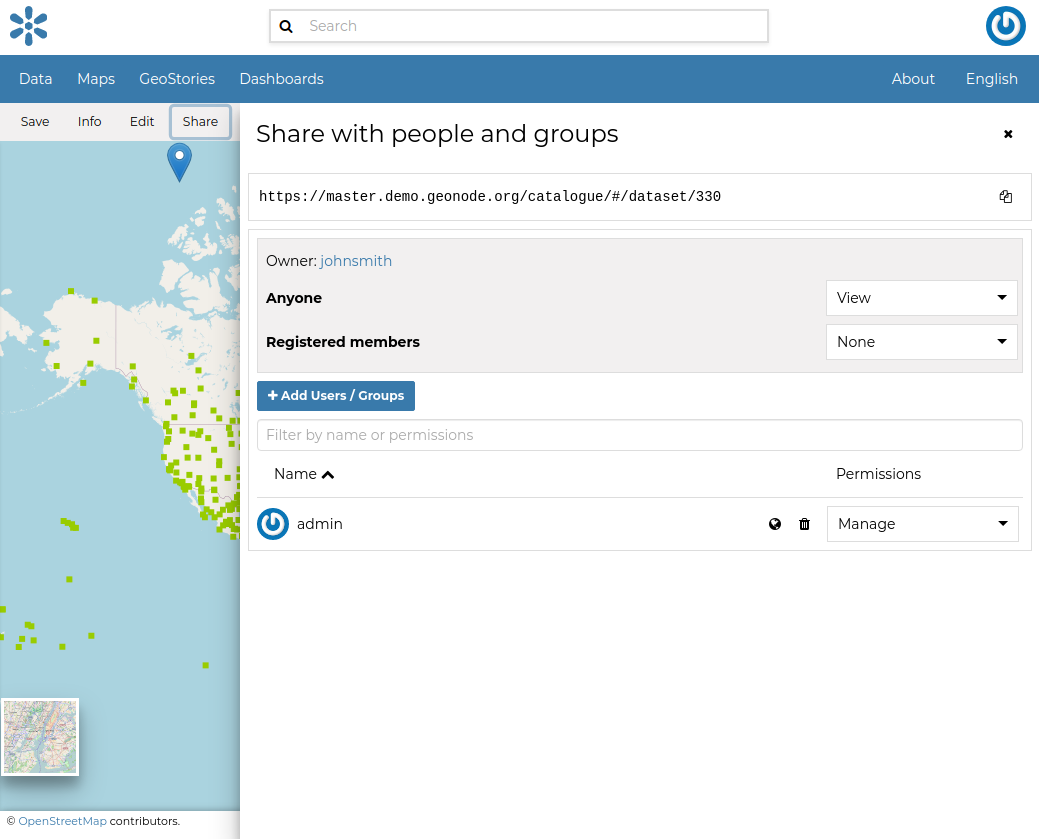 Search
Data Maps GeoStories Dashboards About English
Save Info Edit Share
Share with people and groups
https://master.demo.geonode.org/catalogue/#/dataset/330
Owner: johnsmith
Anyone View
Registered members None
Add Users / Groups
Filter by name or permissions
Name Permissions
admin Manage
© OpenStreetMap contributors.